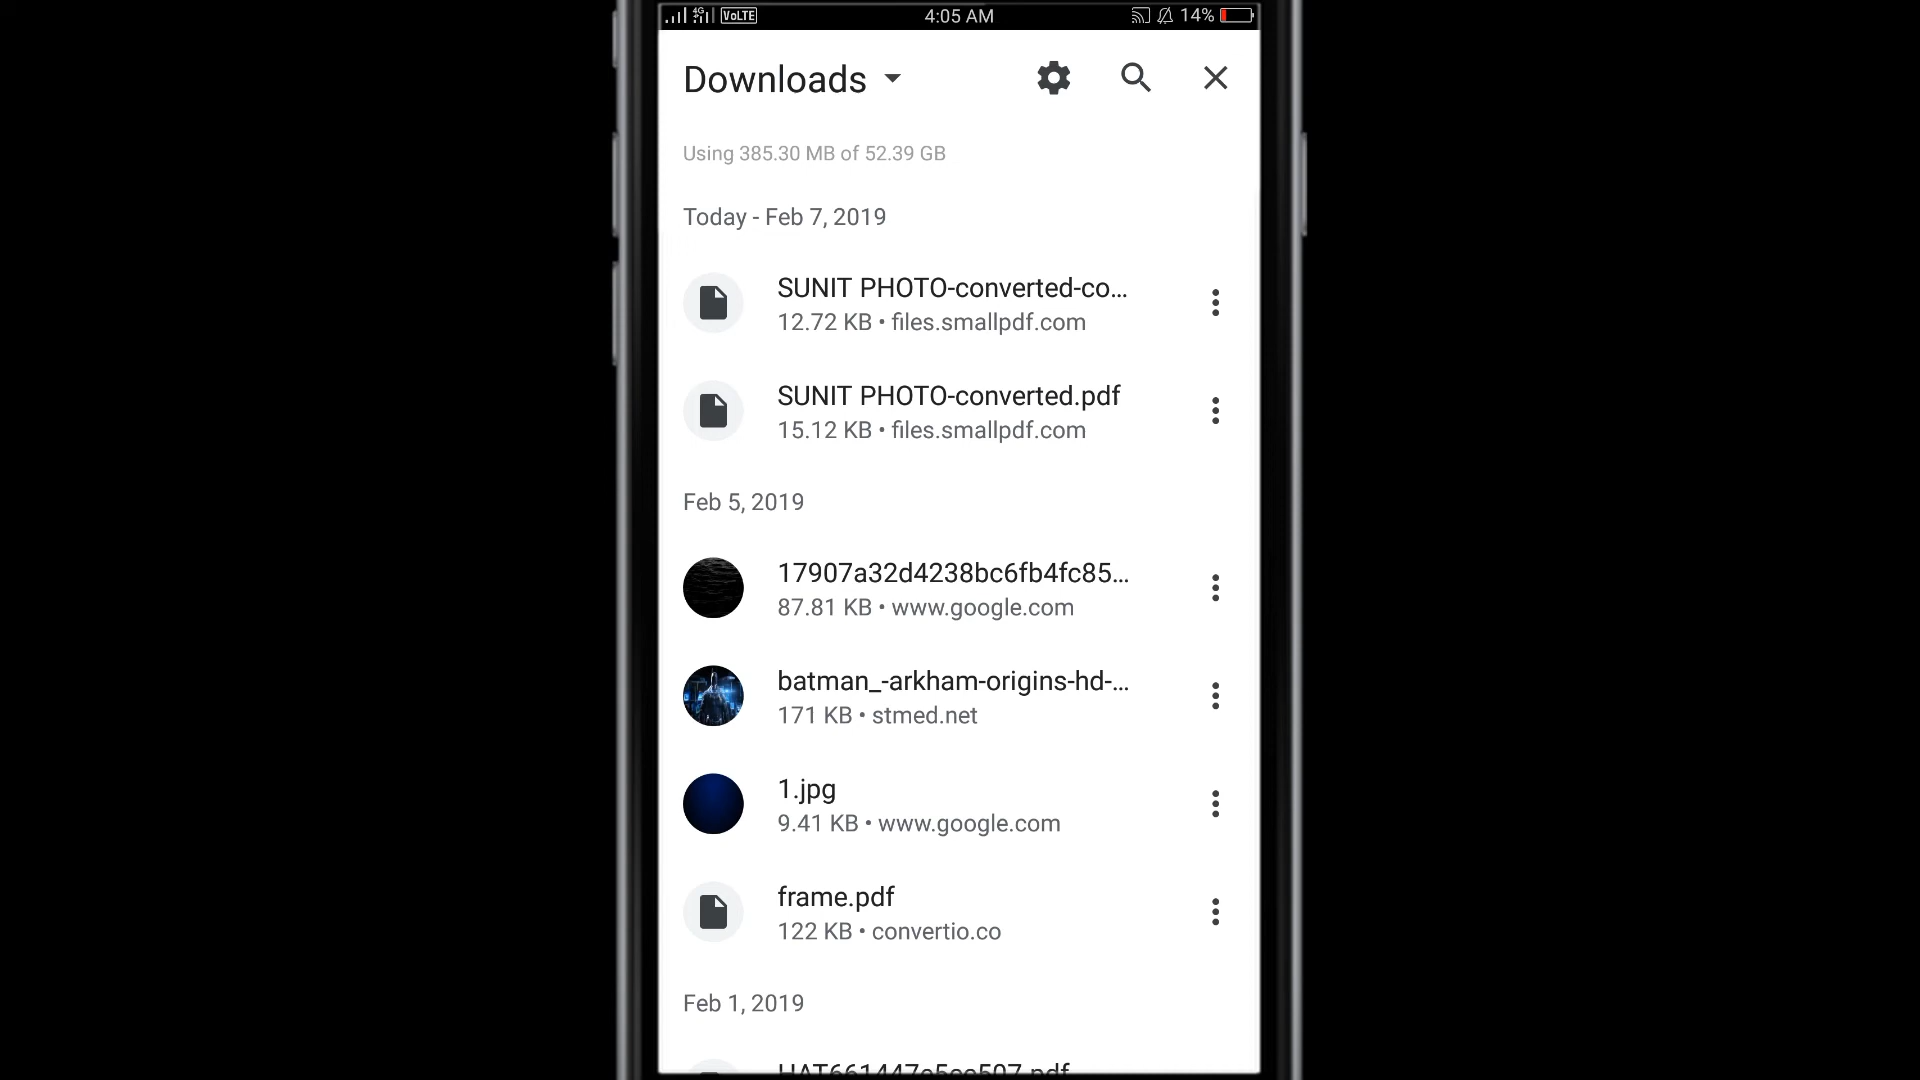 4G VoLTE 4:05 AM 14%
Downloads
Using 385.30 MB of 52.39 GB
Today - Feb 7, 2019
SUNIT PHOTO-converted-co...
12.72 KB • files.smallpdf.com
SUNIT PHOTO-converted.pdf
15.12 KB • files.smallpdf.com
Feb 5, 2019
17907a32d4238bc6fb4fc85...
87.81 KB • www.google.com
batman_-arkham-origins-hd-...
171 KB • stmed.net
1.jpg
9.41 KB • www.google.com
frame.pdf
122 KB • convertio.co
Feb 1, 2019